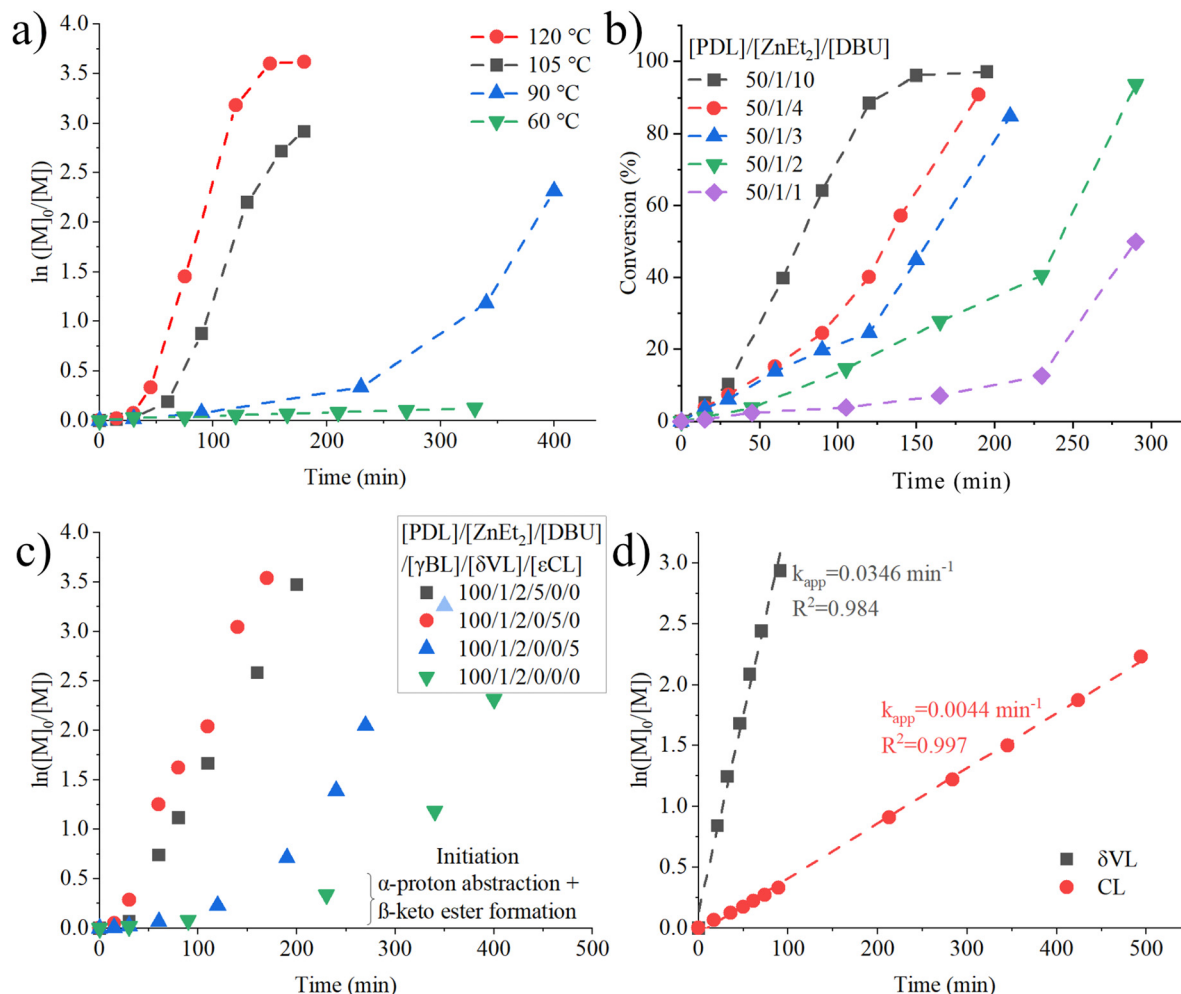 a)
4.0
3.5
3.0
2.5
2.0
1.5
1.0
0.5
0.0
ln ([M]₀/[M])
120 °C
105 °C
90 °C
60 °C
0
100
200
300
400
Time (min)
b)
[PDL]/[ZnEt₂]/[DBU]
50/1/10
50/1/4
50/1/3
50/1/2
50/1/1
100
80
60
40
20
0
Conversion (%)
0
50
100
150
200
250
300
Time (min)
c)
4.0
3.5
3.0
2.5
2.0
1.5
1.0
0.5
0.0
ln([M]₀/[M])
[PDL]/[ZnEt₂]/[DBU]
/[γBL]/[δVL]/[εCL]
100/1/2/5/0/0
100/1/2/0/5/0
100/1/2/0/0/5
100/1/2/0/0/0
Initiation
α-proton abstraction +
ß-keto ester formation
0
100
200
300
400
500
Time (min)
d)
3.0
2.5
2.0
1.5
1.0
0.5
0.0
ln([M]₀/[M])
k_app=0.0346 min⁻¹
R²=0.984
k_app=0.0044 min⁻¹
R²=0.997
δVL
CL
0
100
200
300
400
500
Time (min)